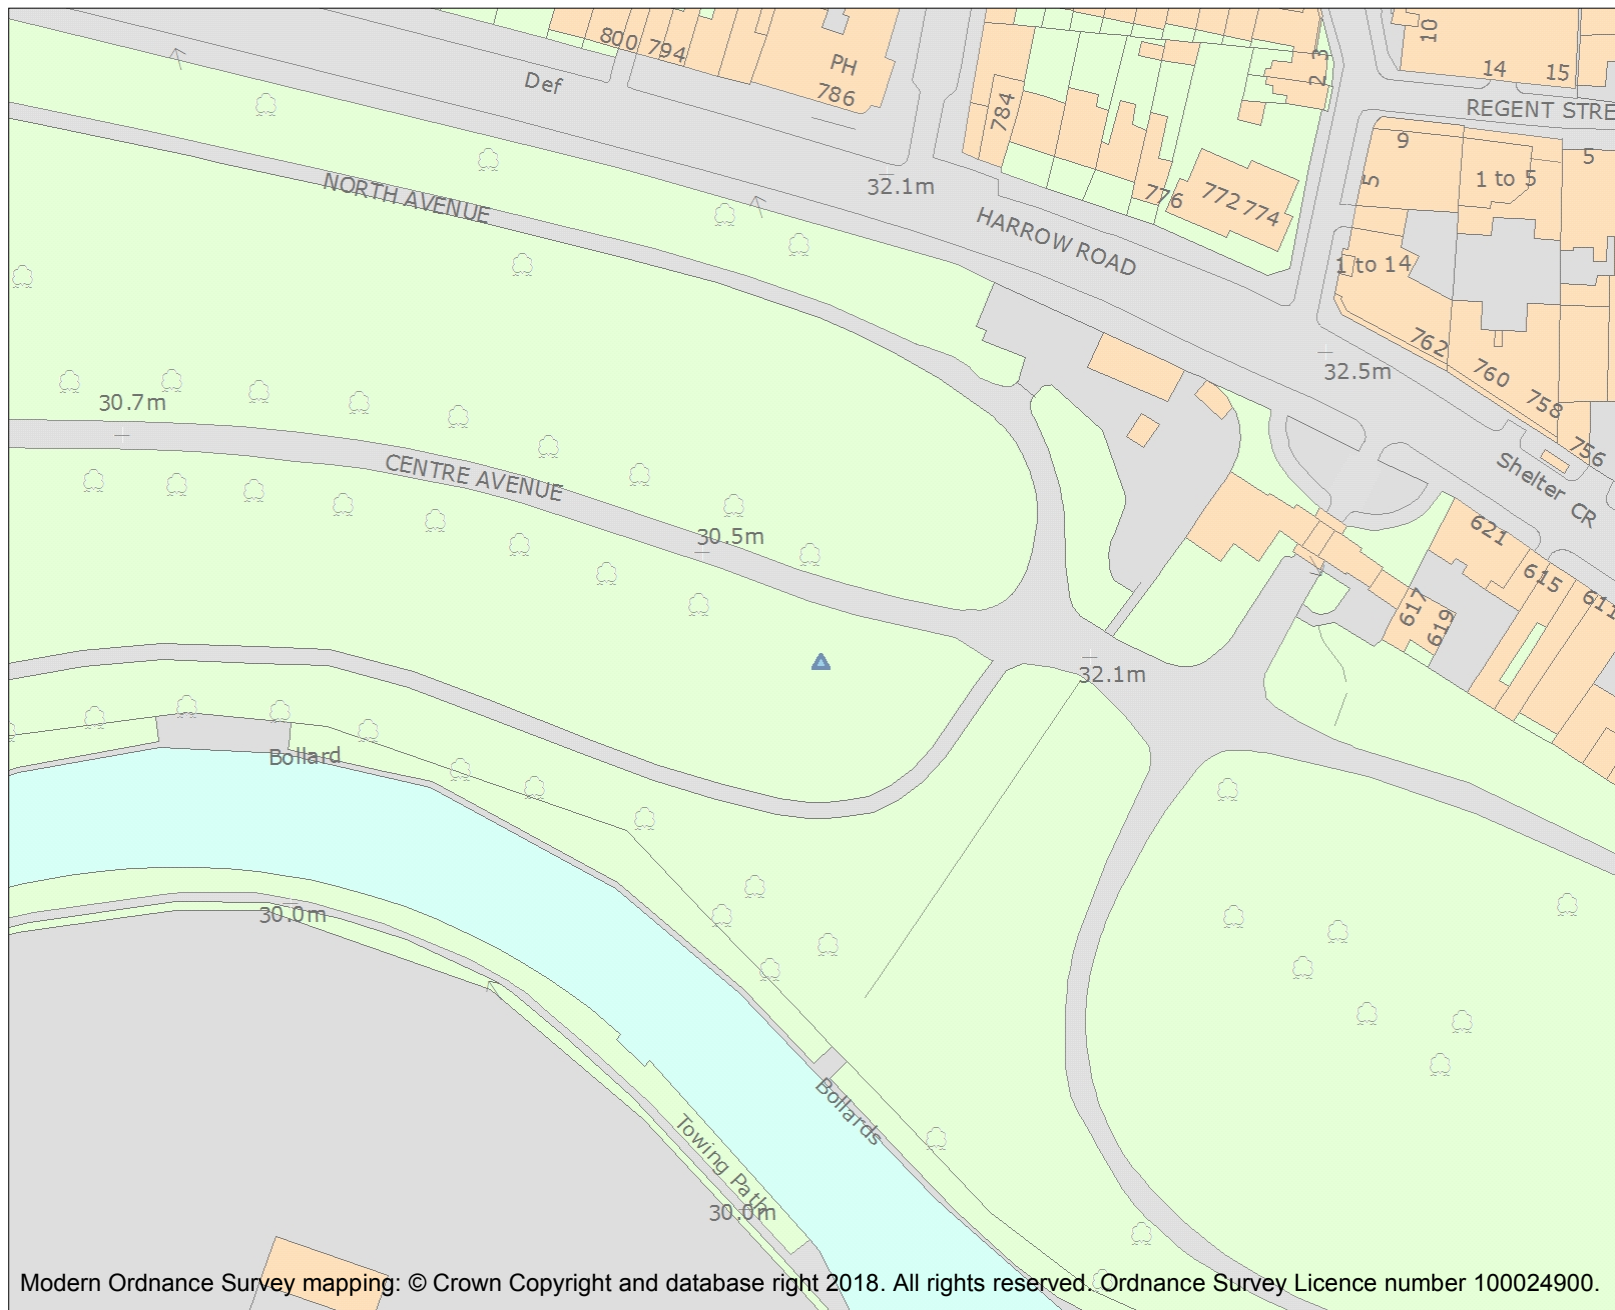 800
794
PH
786
Def
784
10
14
15
2 3
REGENT STRE
9
5
5
1 to 5
776
772
774
32.1m
NORTH AVENUE
HARROW ROAD
1 to 14
762
760
758
756
32.5m
30.7m
CENTRE AVENUE
30.5m
Shelter
CR
621
615
611
617
619
32.1m
Bollard
30.0m
Bollards
Towing Path
30.0m
Modern Ordnance Survey mapping: © Crown Copyright and database right 2018. All rights reserved. Ordnance Survey Licence number 100024900.